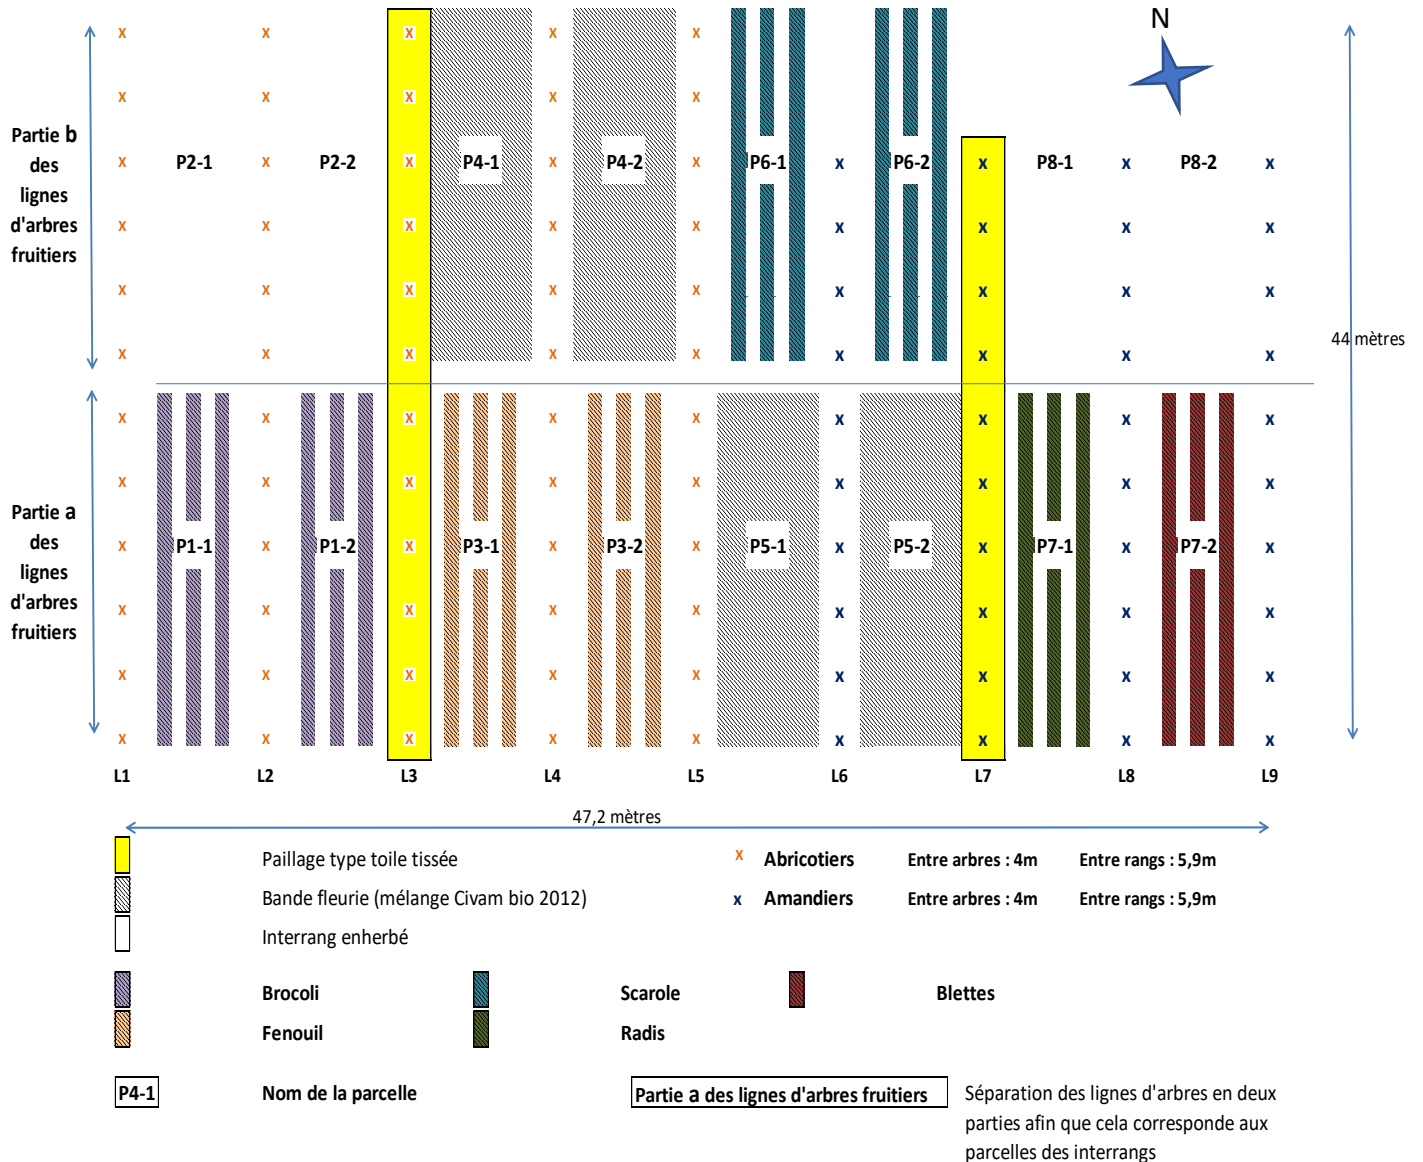 N
Partie b
des
lignes
d'arbres
fruitiers
x x x x x
x x x x x
x P2-1 x P2-2 x P4-1 x P4-2 x P6-1 x P6-2 x P8-1 x P8-2 x
x x x x x x x x x
x x x x x x x x x
x x x x x x x x x
44 mètres
Partie a
des
lignes
d'arbres
fruitiers
x x x x x x x x x
x x x x x x x x x
x P1-1 x P1-2 x P3-1 x P3-2 x P5-1 x P5-2 x P7-1 x P7-2 x
x x x x x x x x x
x x x x x x x x x
x x x x x x x x x
L1 L2 L3 L4 L5 L6 L7 L8 L9
47,2 mètres
Paillage type toile tissée
x Abricotiers Entre arbres : 4m Entre rangs : 5,9m
Bande fleurie (mélange Civam bio 2012)
x Amandiers Entre arbres : 4m Entre rangs : 5,9m
Interrang enherbé
Brocoli Scarole Blettes
Fenouil Radis
P4-1 Nom de la parcelle
Partie a des lignes d'arbres fruitiers
Séparation des lignes d'arbres en deux
parties afin que cela corresponde aux
parcelles des interrangs